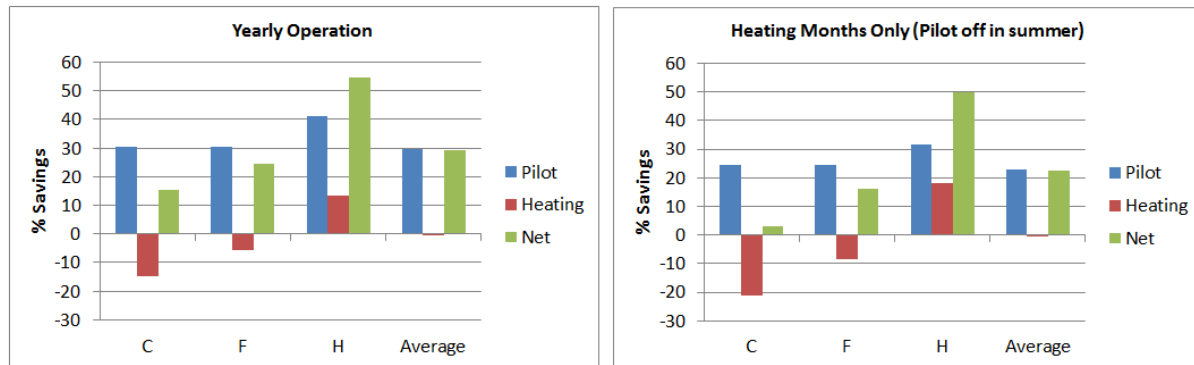 Yearly Operation
60
50
40
30
20
10
0
-10
-20
-30
% Savings
C F H Average
Pilot
Heating
Net
Heating Months Only (Pilot off in summer)
60
50
40
30
20
10
0
-10
-20
-30
% Savings
C F H Average
Pilot
Heating
Net